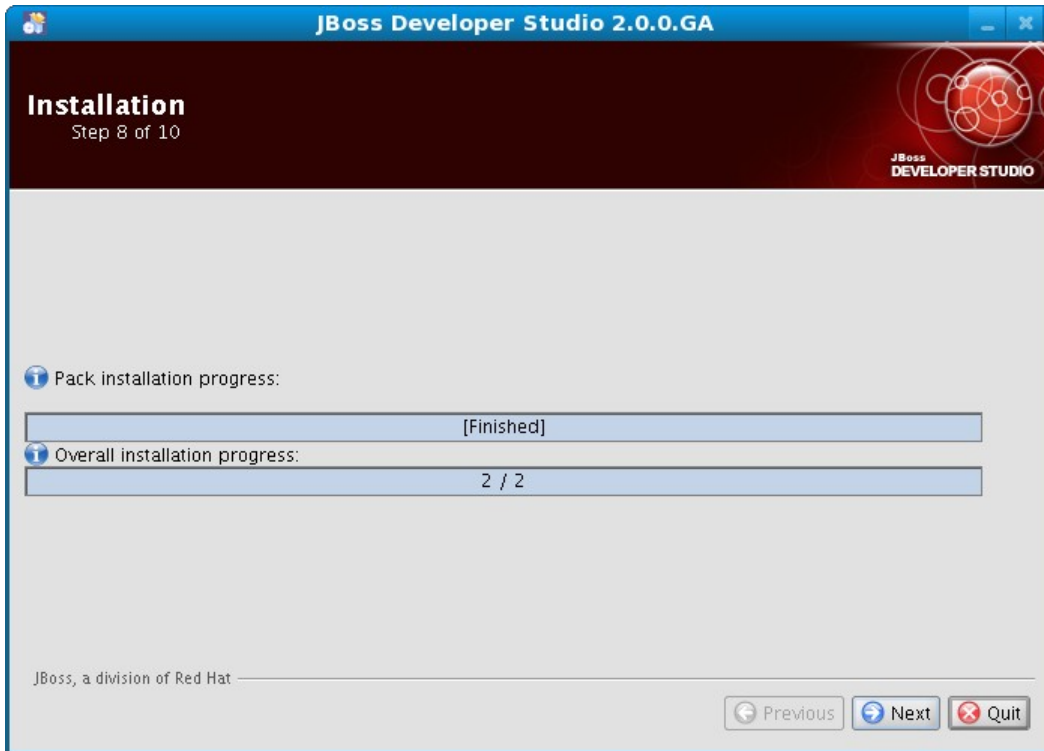 JBoss Developer Studio 2.0.0.GA
Installation
Step 8 of 10
JBoss
DEVELOPER STUDIO
Pack installation progress:
[Finished]
Overall installation progress:
2 / 2
JBoss, a division of Red Hat
Previous Next Quit